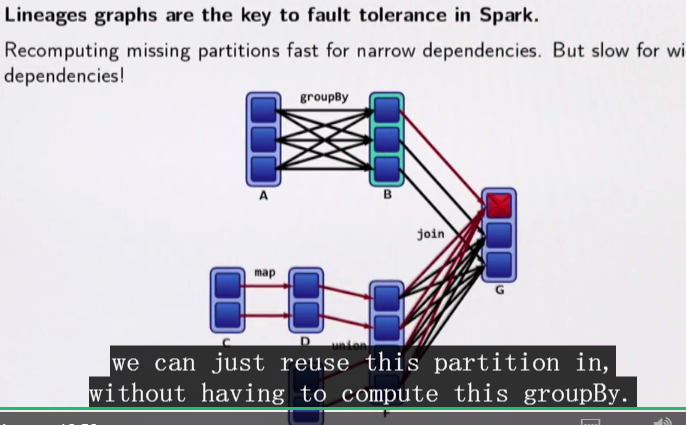 Lineages graphs are the key to fault tolerance in Spark.
Recomputing missing partitions fast for narrow dependencies. But slow for wi
dependencies!
groupBy
A
B
join
G
map
C
D
union
we can just reuse this partition in,
without having to compute this groupBy.
F